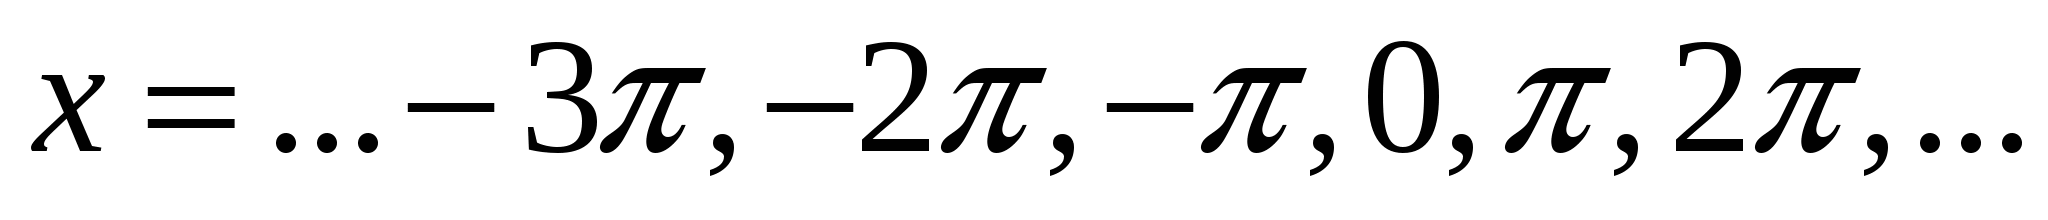 x = ... − 3π, −2π, −π, 0, π, 2π, ...